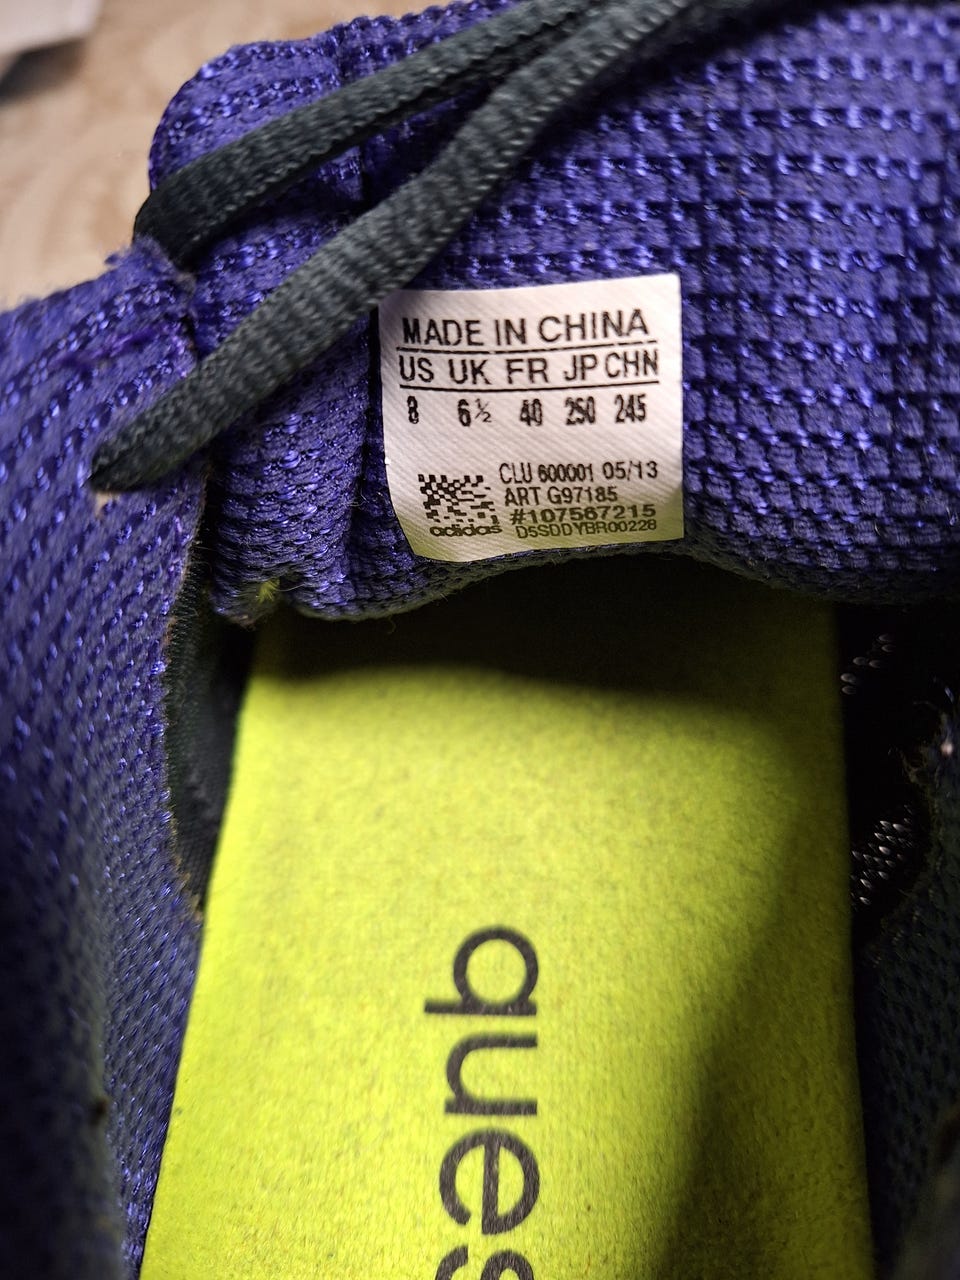 MADE IN CHINA
US UK FR JP CHN
8 6½ 40 250 245
CLU 600001 05/13
ART G97185
#107567215
adidas D5SDDYBR00228
ques